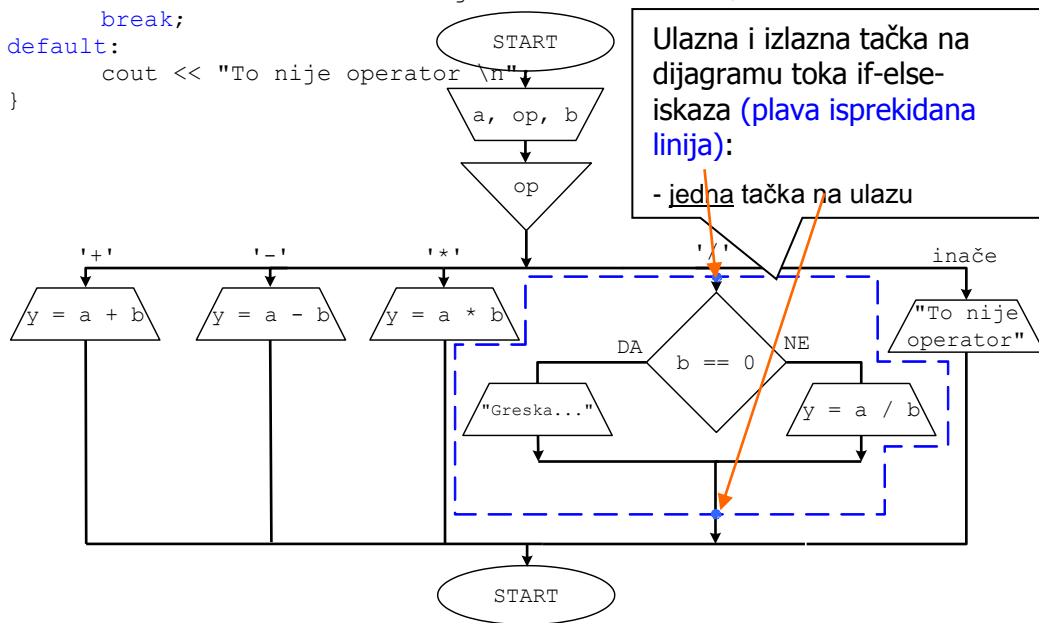 break;
default:
cout << "To nije operator \n"
}
START
a, op, b
op
Ulazna i izlazna tačka na
dijagramu toka if-else-
iskaza (plava isprekidana
linija):
- jedna tačka na ulazu
'+'
'-'
'*'
'/'
inače
y = a + b
y = a - b
y = a * b
"To nije
operator"
DA
NE
b == 0
"Greska..."
y = a / b
START